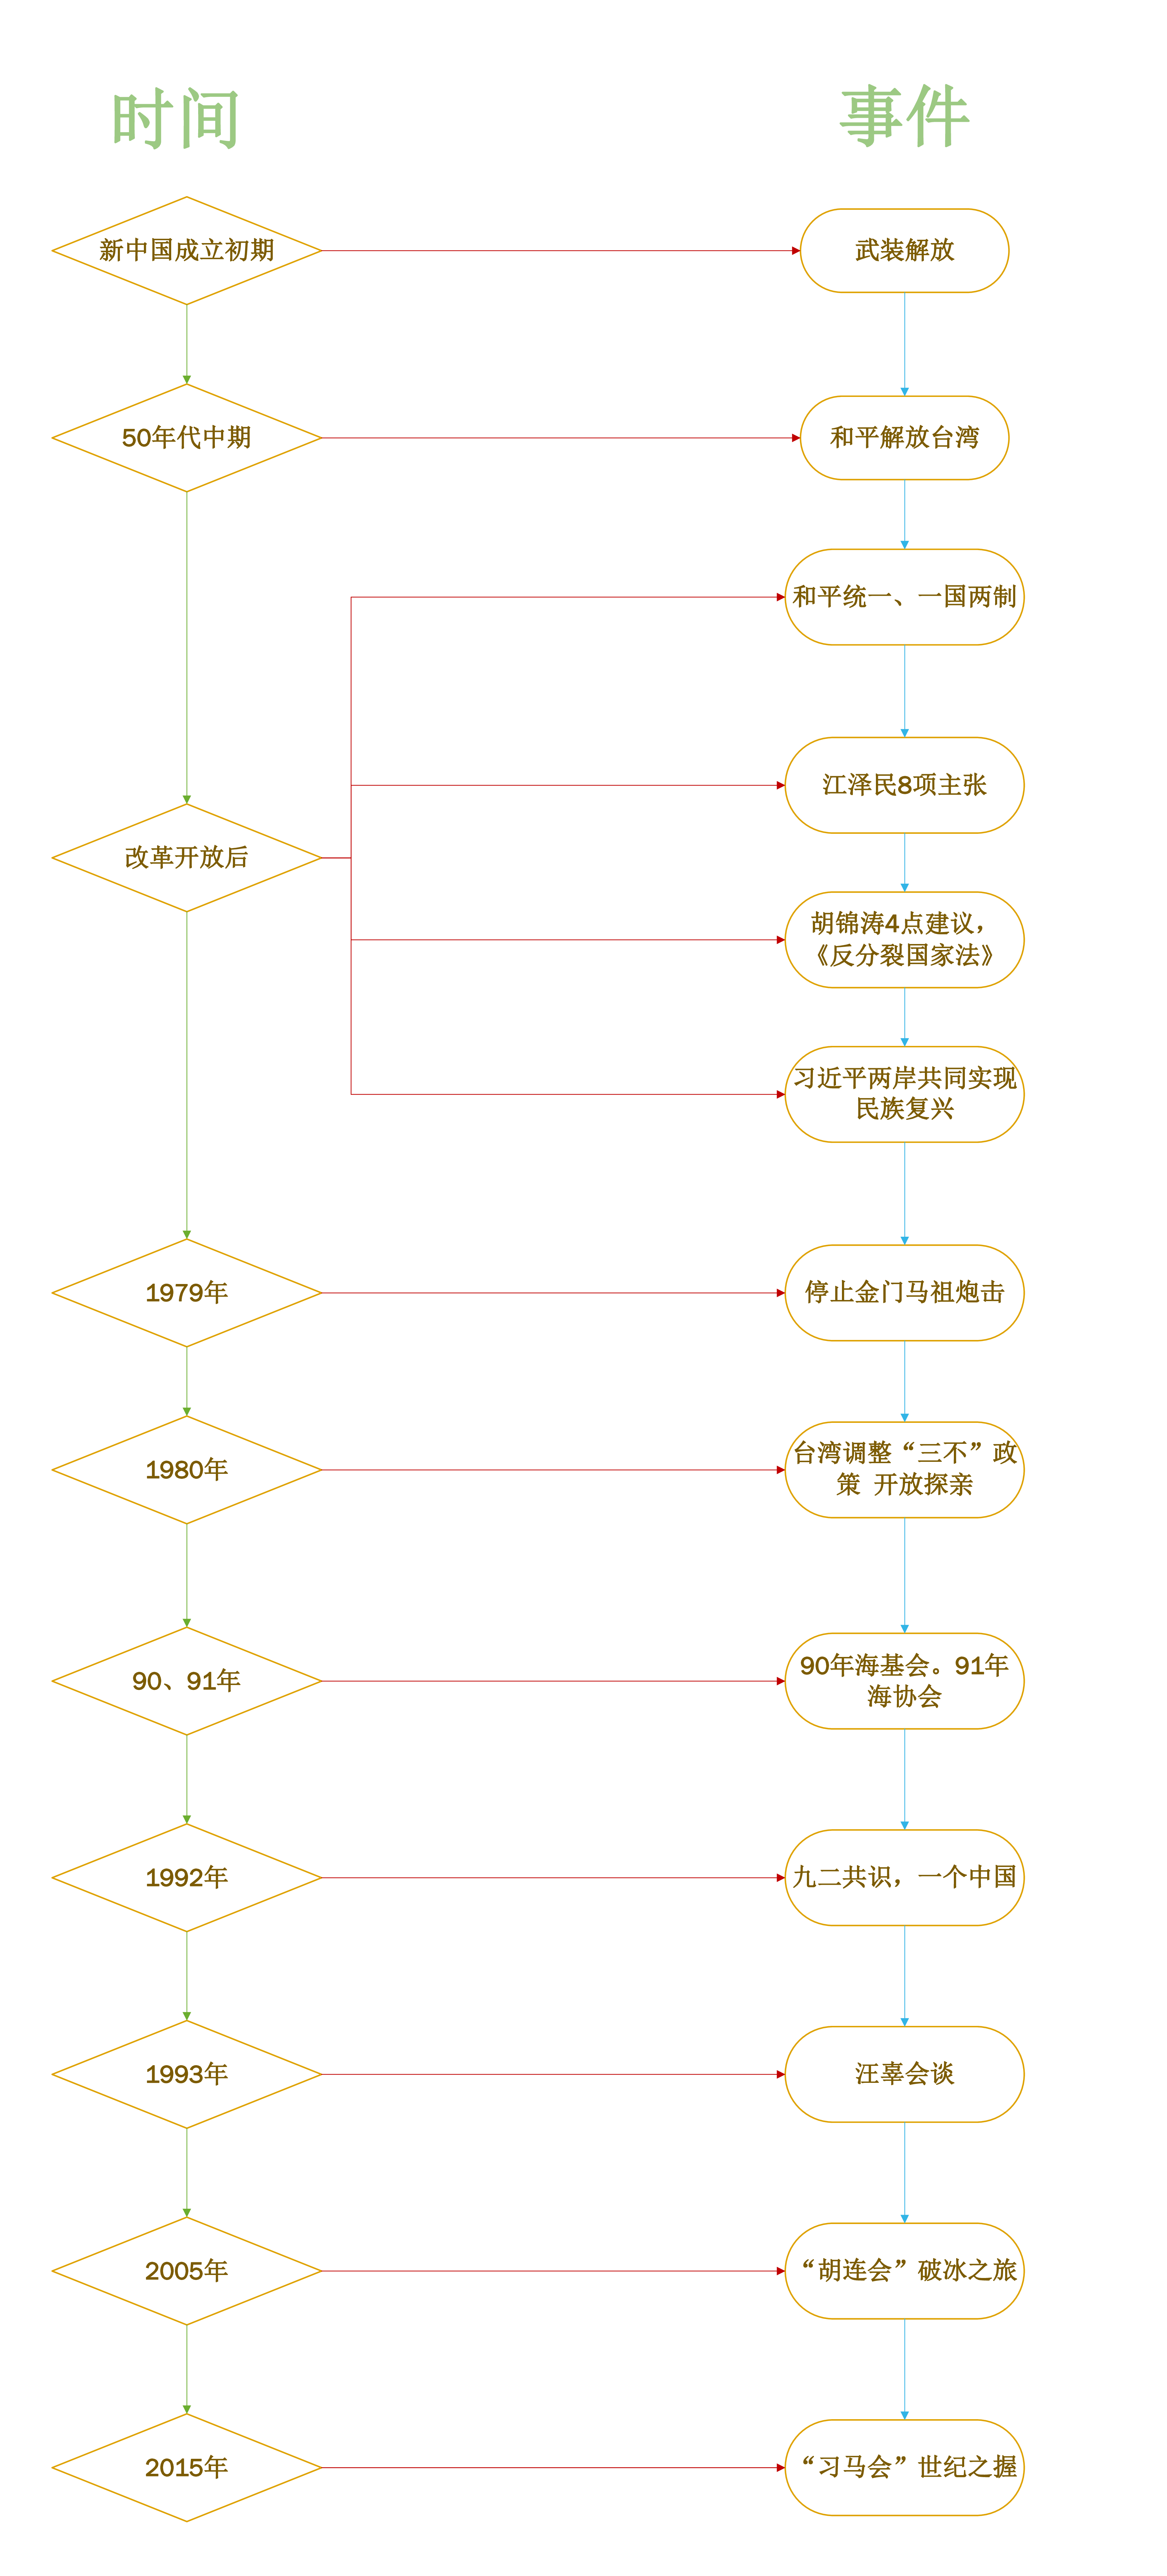 时间
事件
新中国成立初期
武装解放
50年代中期
和平解放台湾
和平统一、一国两制
江泽民8项主张
改革开放后
胡锦涛4点建议，
《反分裂国家法》
习近平两岸共同实现
民族复兴
1979年
停止金门马祖炮击
1980年
台湾调整“三不”政
策 开放探亲
90、91年
90年海基会。91年
海协会
1992年
九二共识，一个中国
1993年
汪辜会谈
2005年
“胡连会”破冰之旅
2015年
“习马会”世纪之握